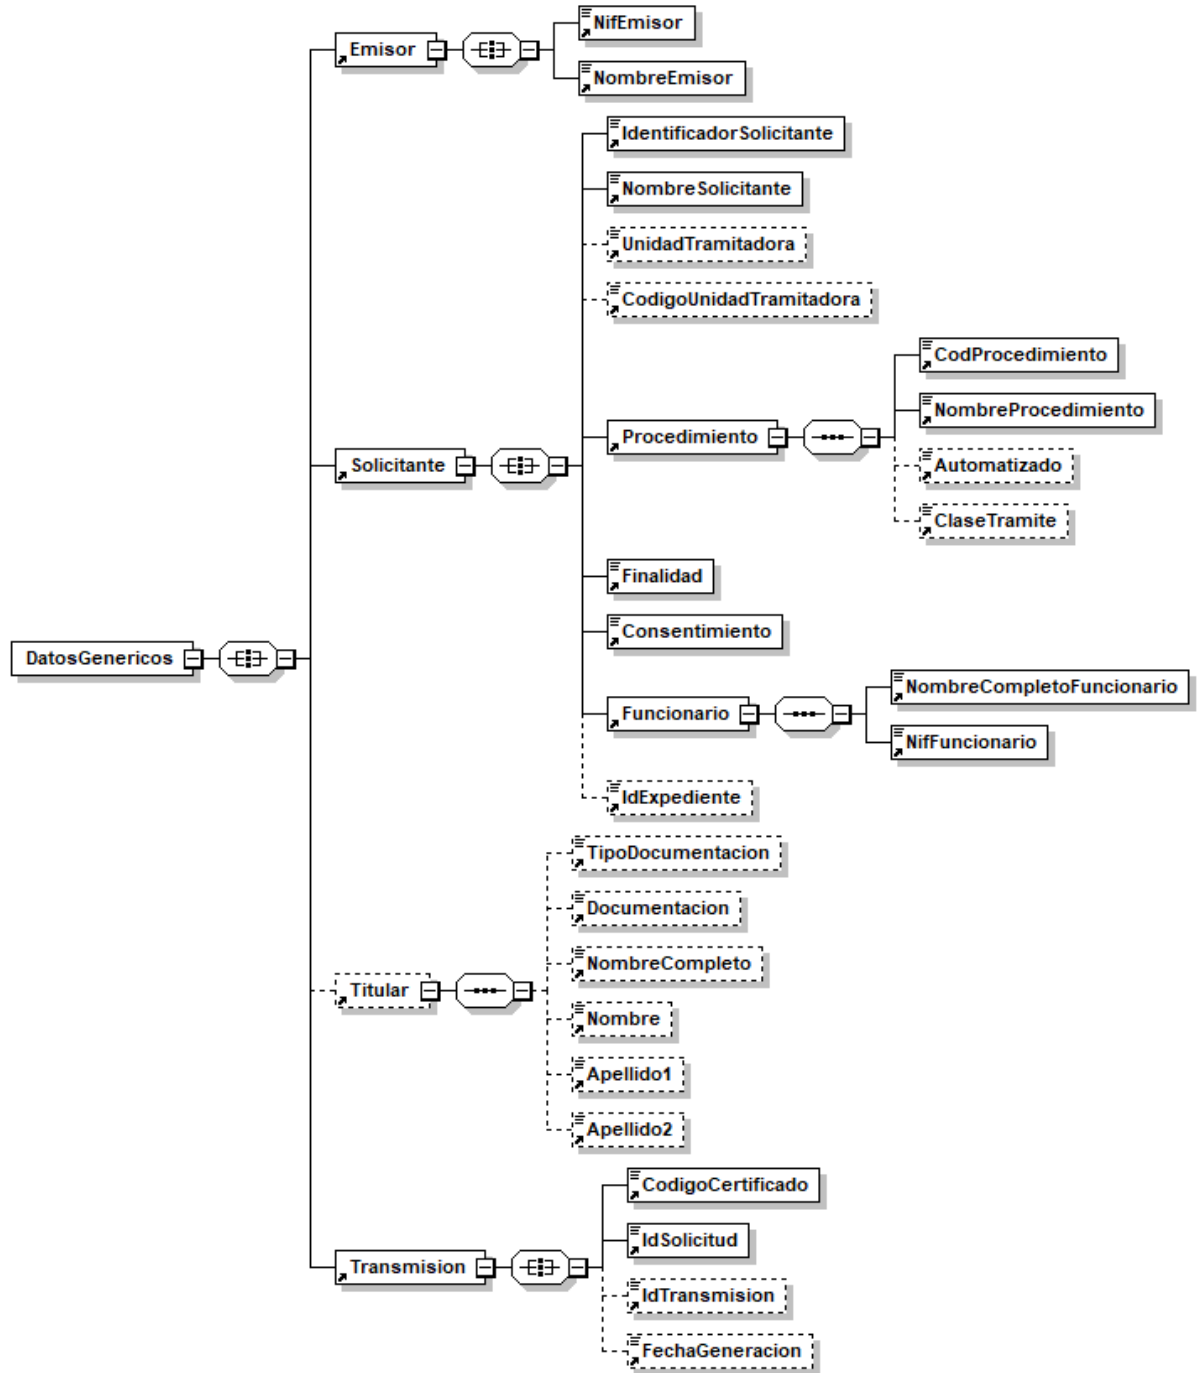 NifEmisor
Emisor
NombreEmisor
IdentificadorSolicitante
NombreSolicitante
UnidadTramitadora
CodigoUnidadTramitadora
CodProcedimiento
NombreProcedimiento
Procedimiento
Automatizado
Solicitante
ClaseTramite
Finalidad
Consentimiento
DatosGenericos
NombreCompletoFuncionario
Funcionario
NifFuncionario
IdExpediente
TipoDocumentacion
Documentacion
NombreCompleto
Titular
Nombre
Apellido1
Apellido2
CodigoCertificado
IdSolicitud
Transmision
IdTransmision
FechaGeneracion